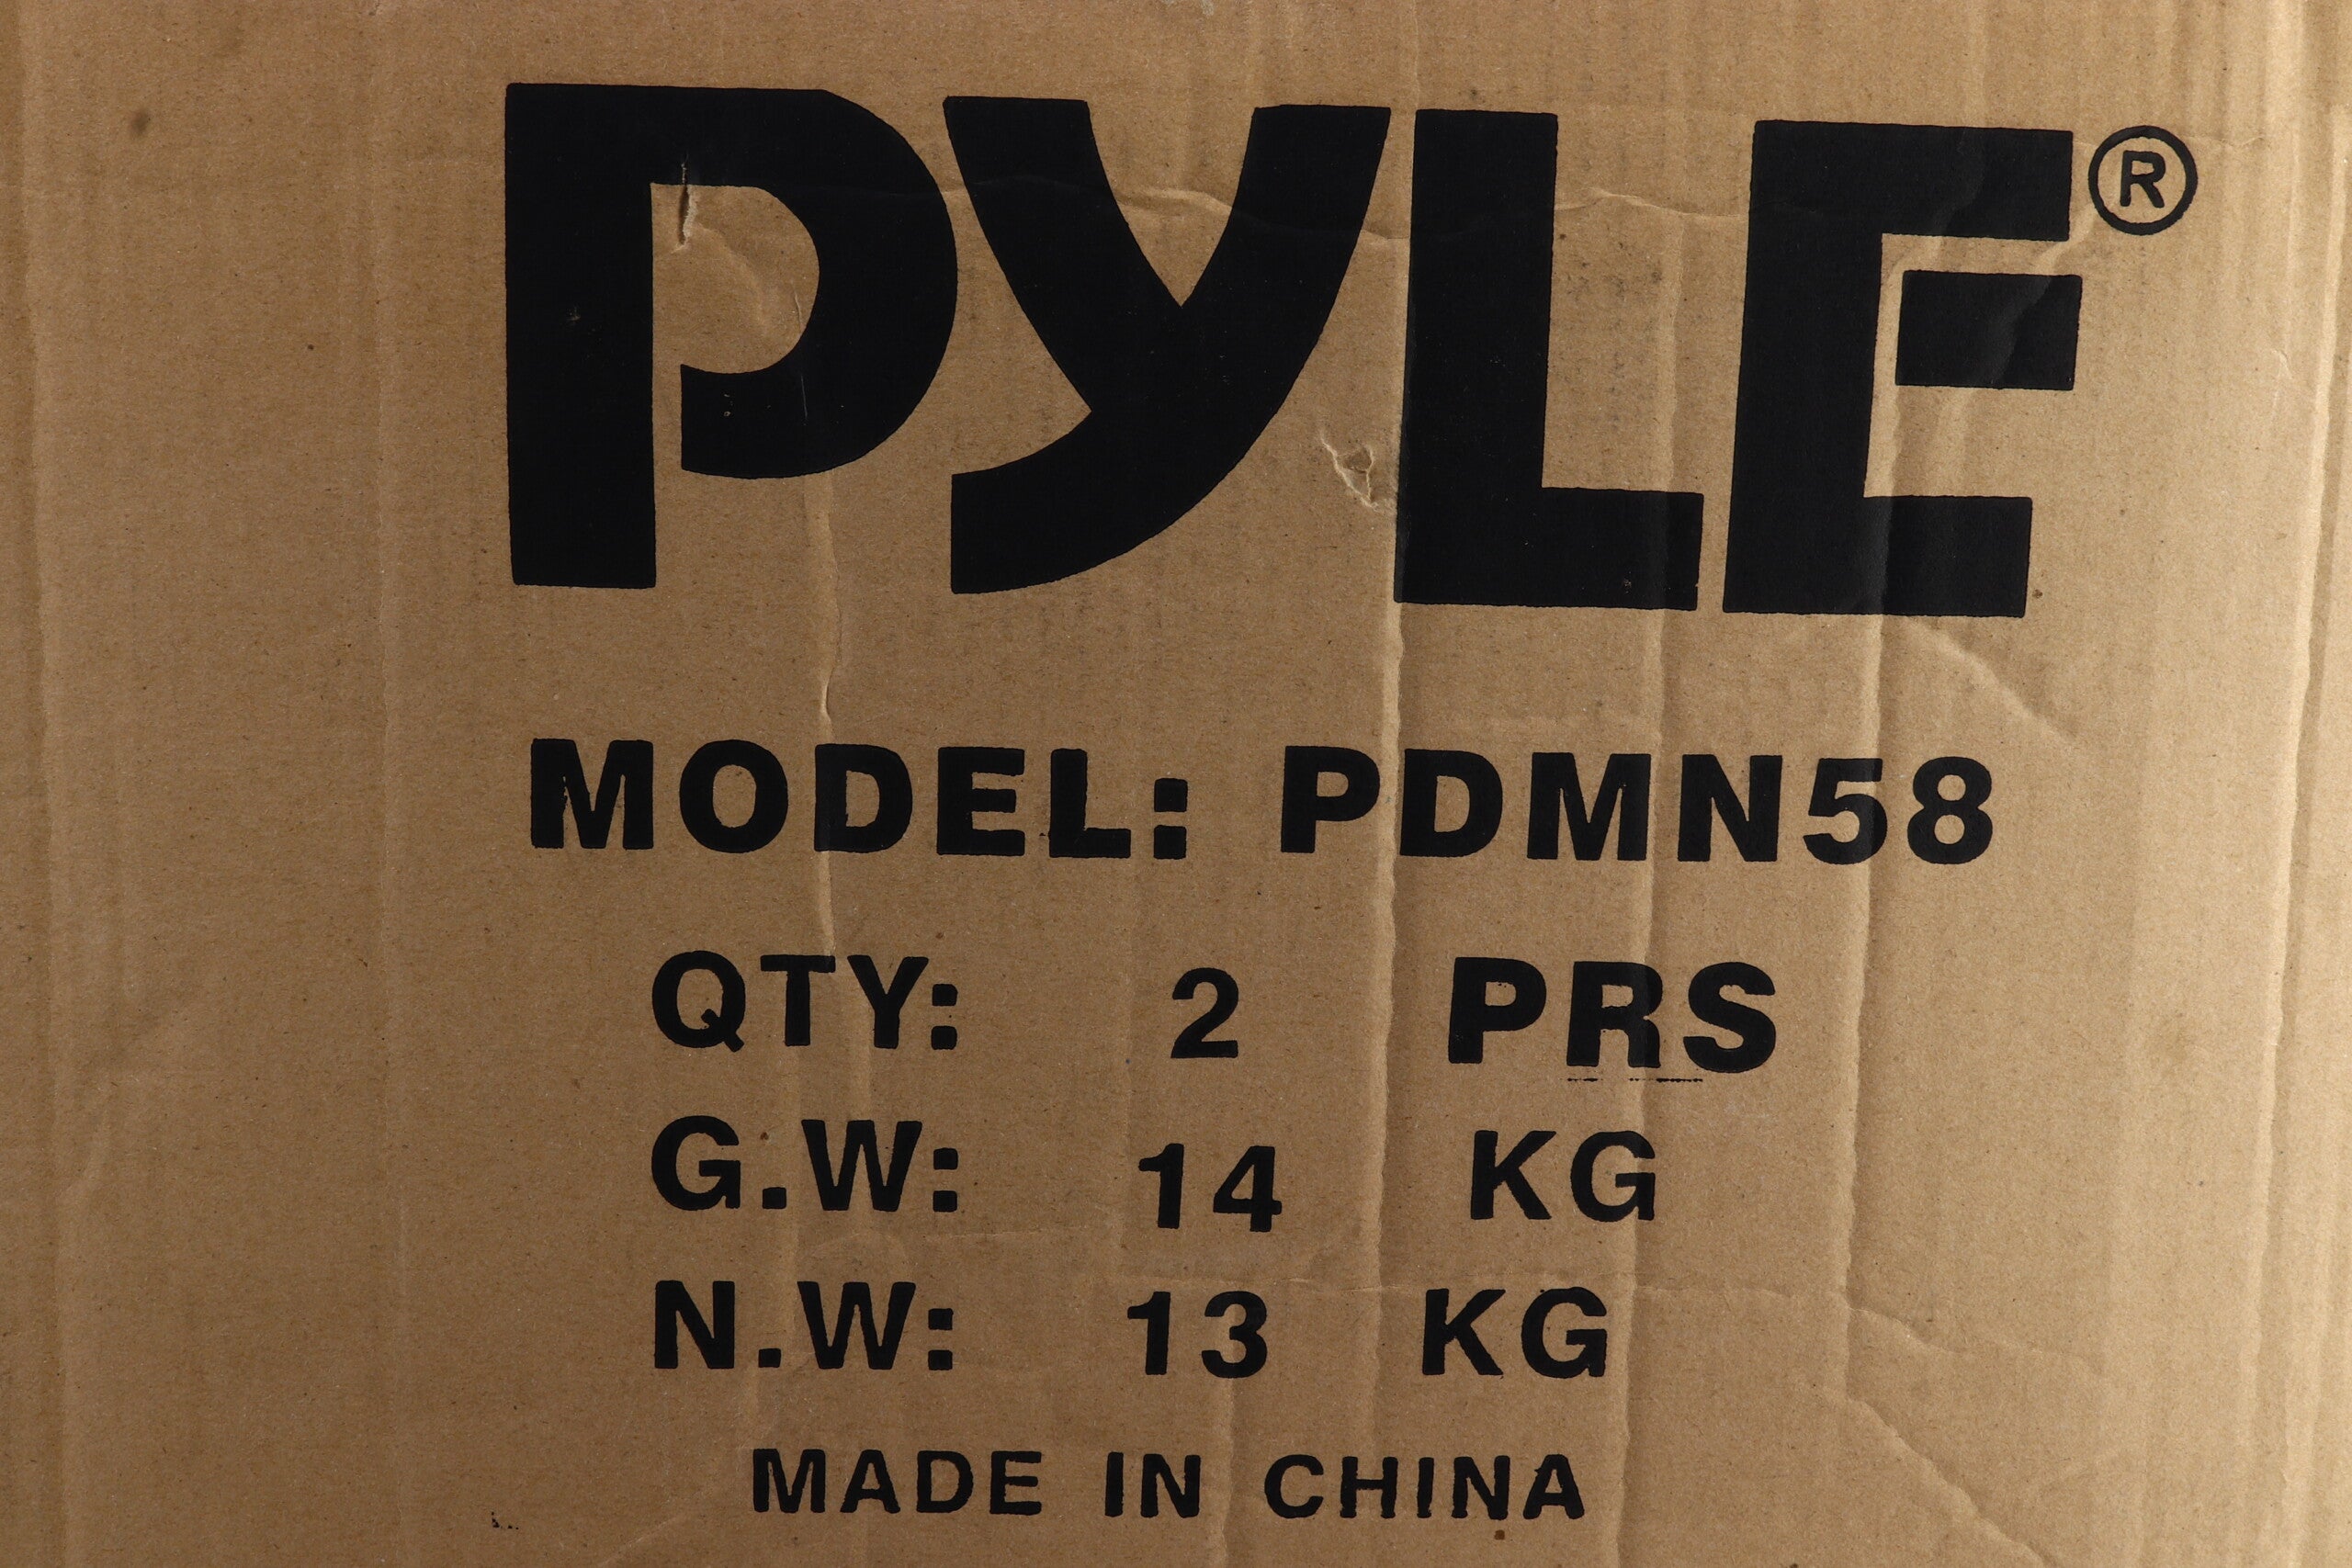 PYLE®
MODEL: PDMN58
QTY: 2 PRS
G.W: 14 KG
N.W: 13 KG
MADE IN CHINA